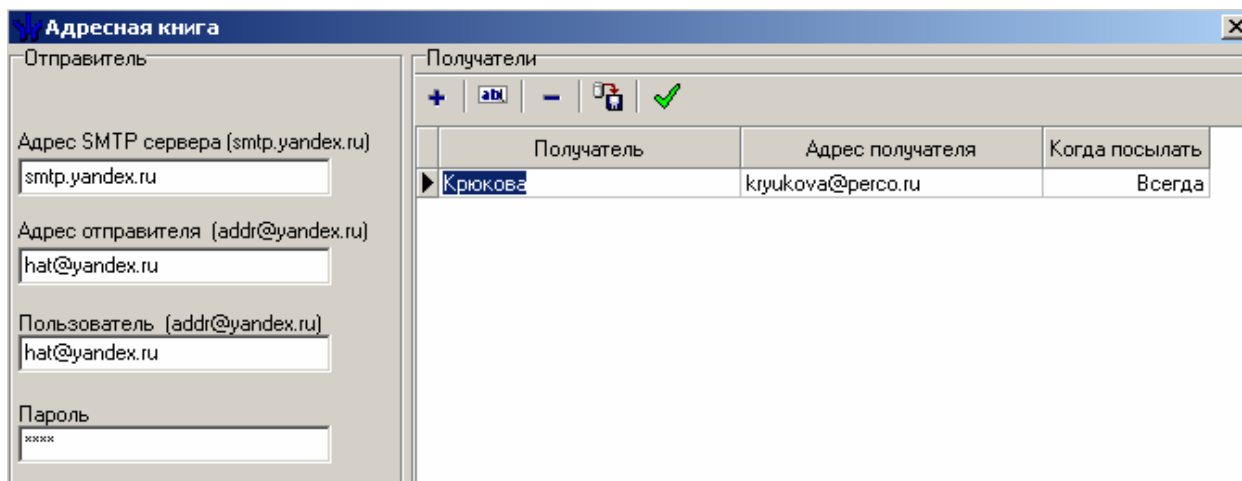 Адресная книга
Отправитель
Адрес SMTP сервера (smtp.yandex.ru)
smtp.yandex.ru
Адрес отправителя (addr@yandex.ru)
hat@yandex.ru
Пользователь (addr@yandex.ru)
hat@yandex.ru
Пароль
****
Получатели
ab
Получатель Адрес получателя Когда посылать
Крюкова kryukova@perco.ru Всегда